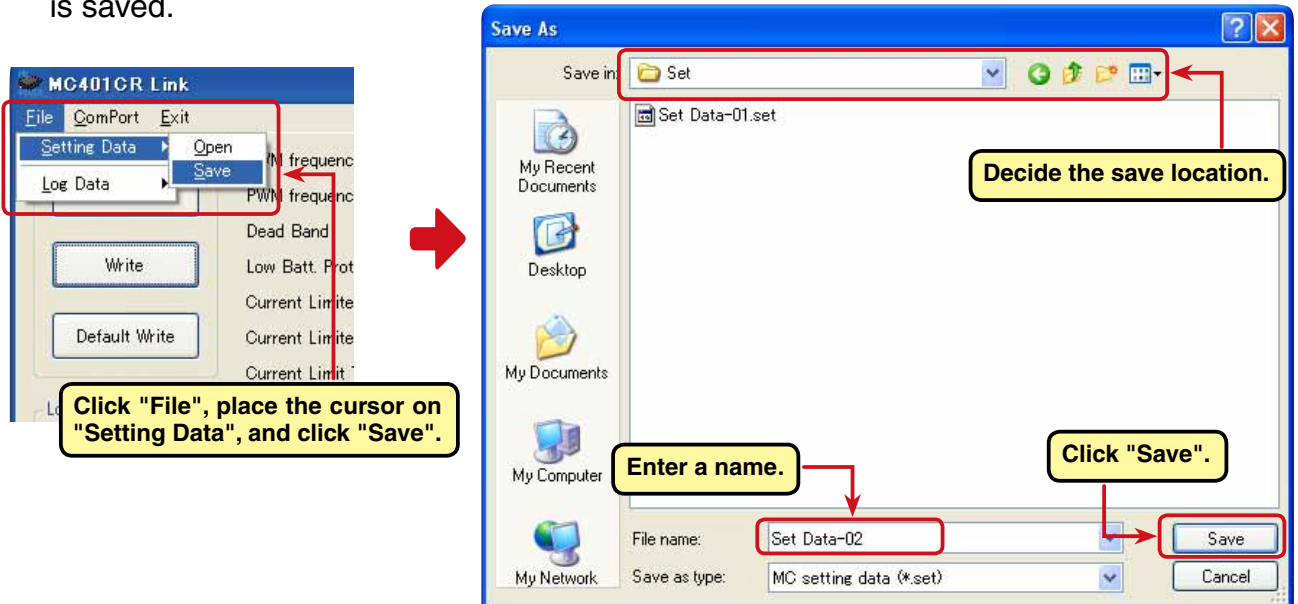 is saved.
MC401CR Link
File ComPort Exit
Setting Data Open
Save
Log Data
PWM frequenc
Dead Band
Write
Low Batt. Prot
Current Limite
Default Write
Current Limite
Current Limit
Click "File", place the cursor on
"Setting Data", and click "Save".
Save As
Save in:
Set
Set Data-01.set
Decide the save location.
My Recent
Documents
Desktop
My Documents
My Computer
My Network
Enter a name.
Click "Save".
File name:
Set Data-02
Save
Save as type:
MC setting data (*.set)
Cancel